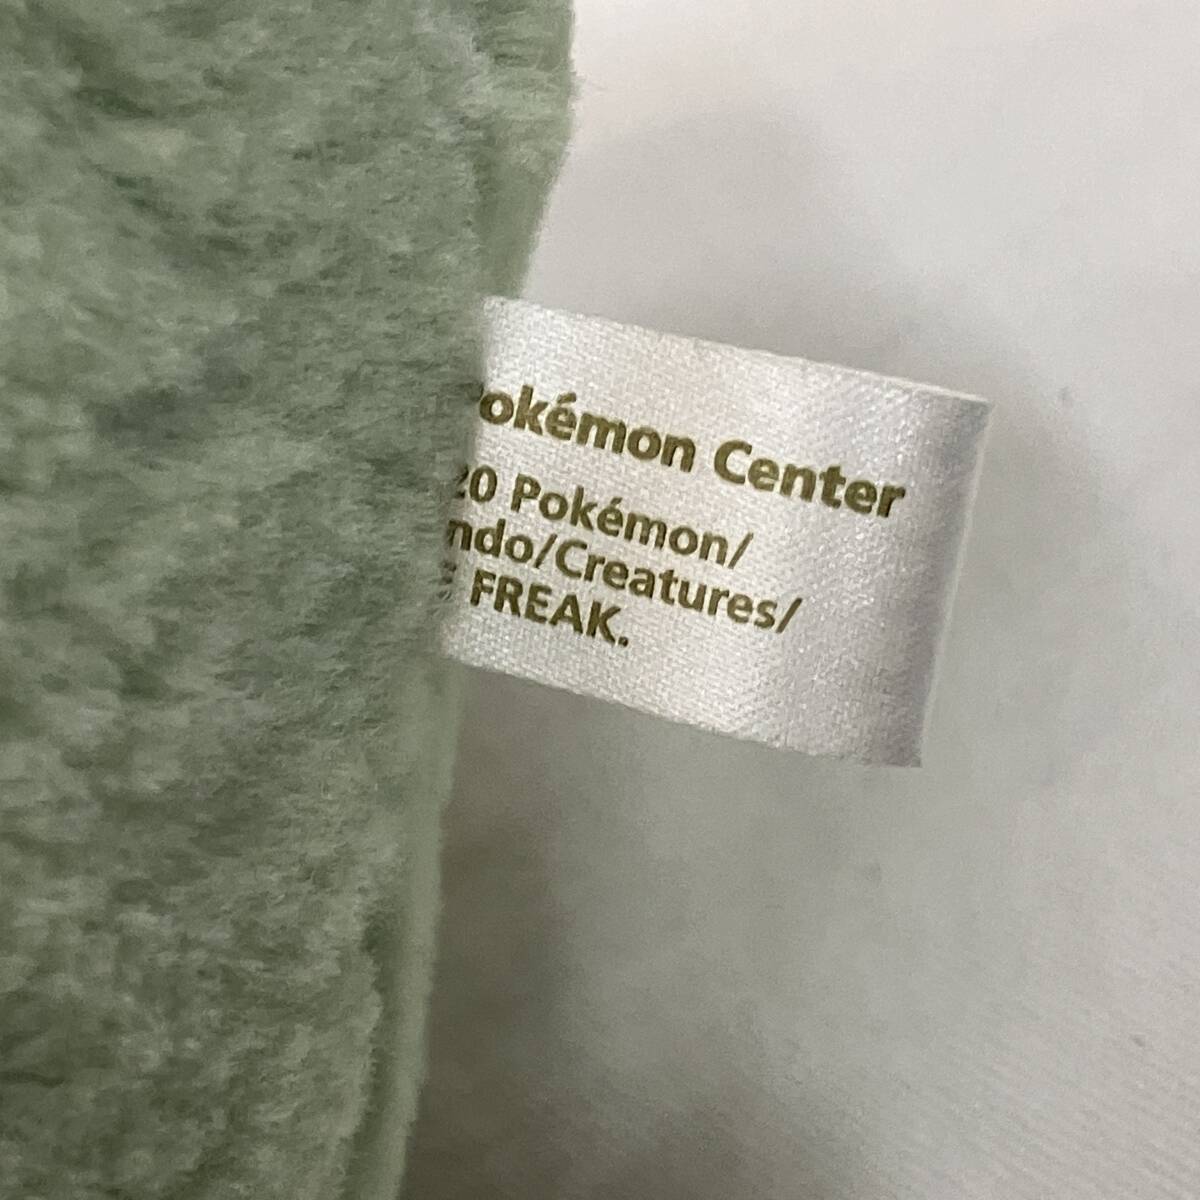 okémon Center
20 Pokémon/
ndo/Creatures/
FREAK.